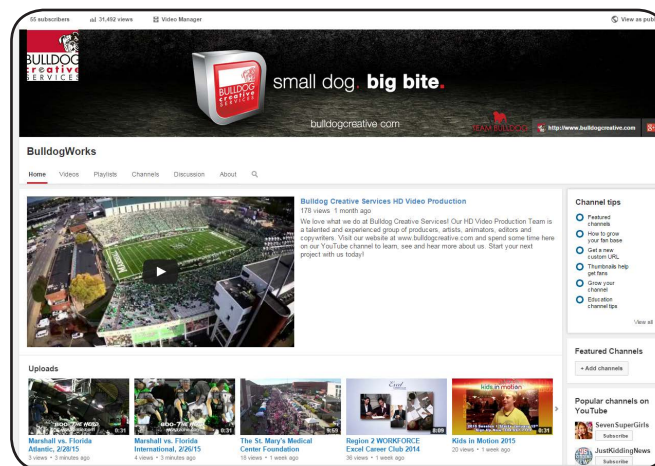 55 subscribers 31,492 views Video Manager View as publ
BULLDOG
creative
SERVICES
BULLDOG
creative
SERVICES
small dog. big bite.
bulldogcreative.com
TEAM BULLDOG http://www.bulldogcreative.com
BulldogWorks
Home Videos Playlists Channels Discussion About
Bulldog Creative Services HD Video Production
178 views 1 month ago
We love what we do at Bulldog Creative Services! Our HD Video Production Team is
a talented and experienced group of producers, artists, animators, editors and
copywriters. Visit our website at www.bulldogcreative.com and spend some time here
on our YouTube channel to learn, see and hear more about us. Start your next
project with us today!
MARSHALL
Channel tips
Featured
channels
How to grow
your fan base
Get a new
custom URL
Thumbnails help
get fans
Grow your
channel
Education
channel tips
View all
Featured Channels
+ Add channels
Uploads
0:31
0:31
9:59
Excel
8:09
kids in motion
0:31
Marshall vs. Florida
Atlantic, 2/28/15
3 views • 3 minutes ago
Marshall vs. Florida
International, 2/26/15
4 views • 3 minutes ago
The St. Mary's Medical
Center Foundation
18 views • 1 week ago
Region 2 WORKFORCE
Excel Career Club 2014
36 views • 1 week ago
Kids in Motion 2015
20 views • 1 week ago
Popular channels on
YouTube
SevenSuperGirls
Subscribe
JustKiddingNews
Subscribe